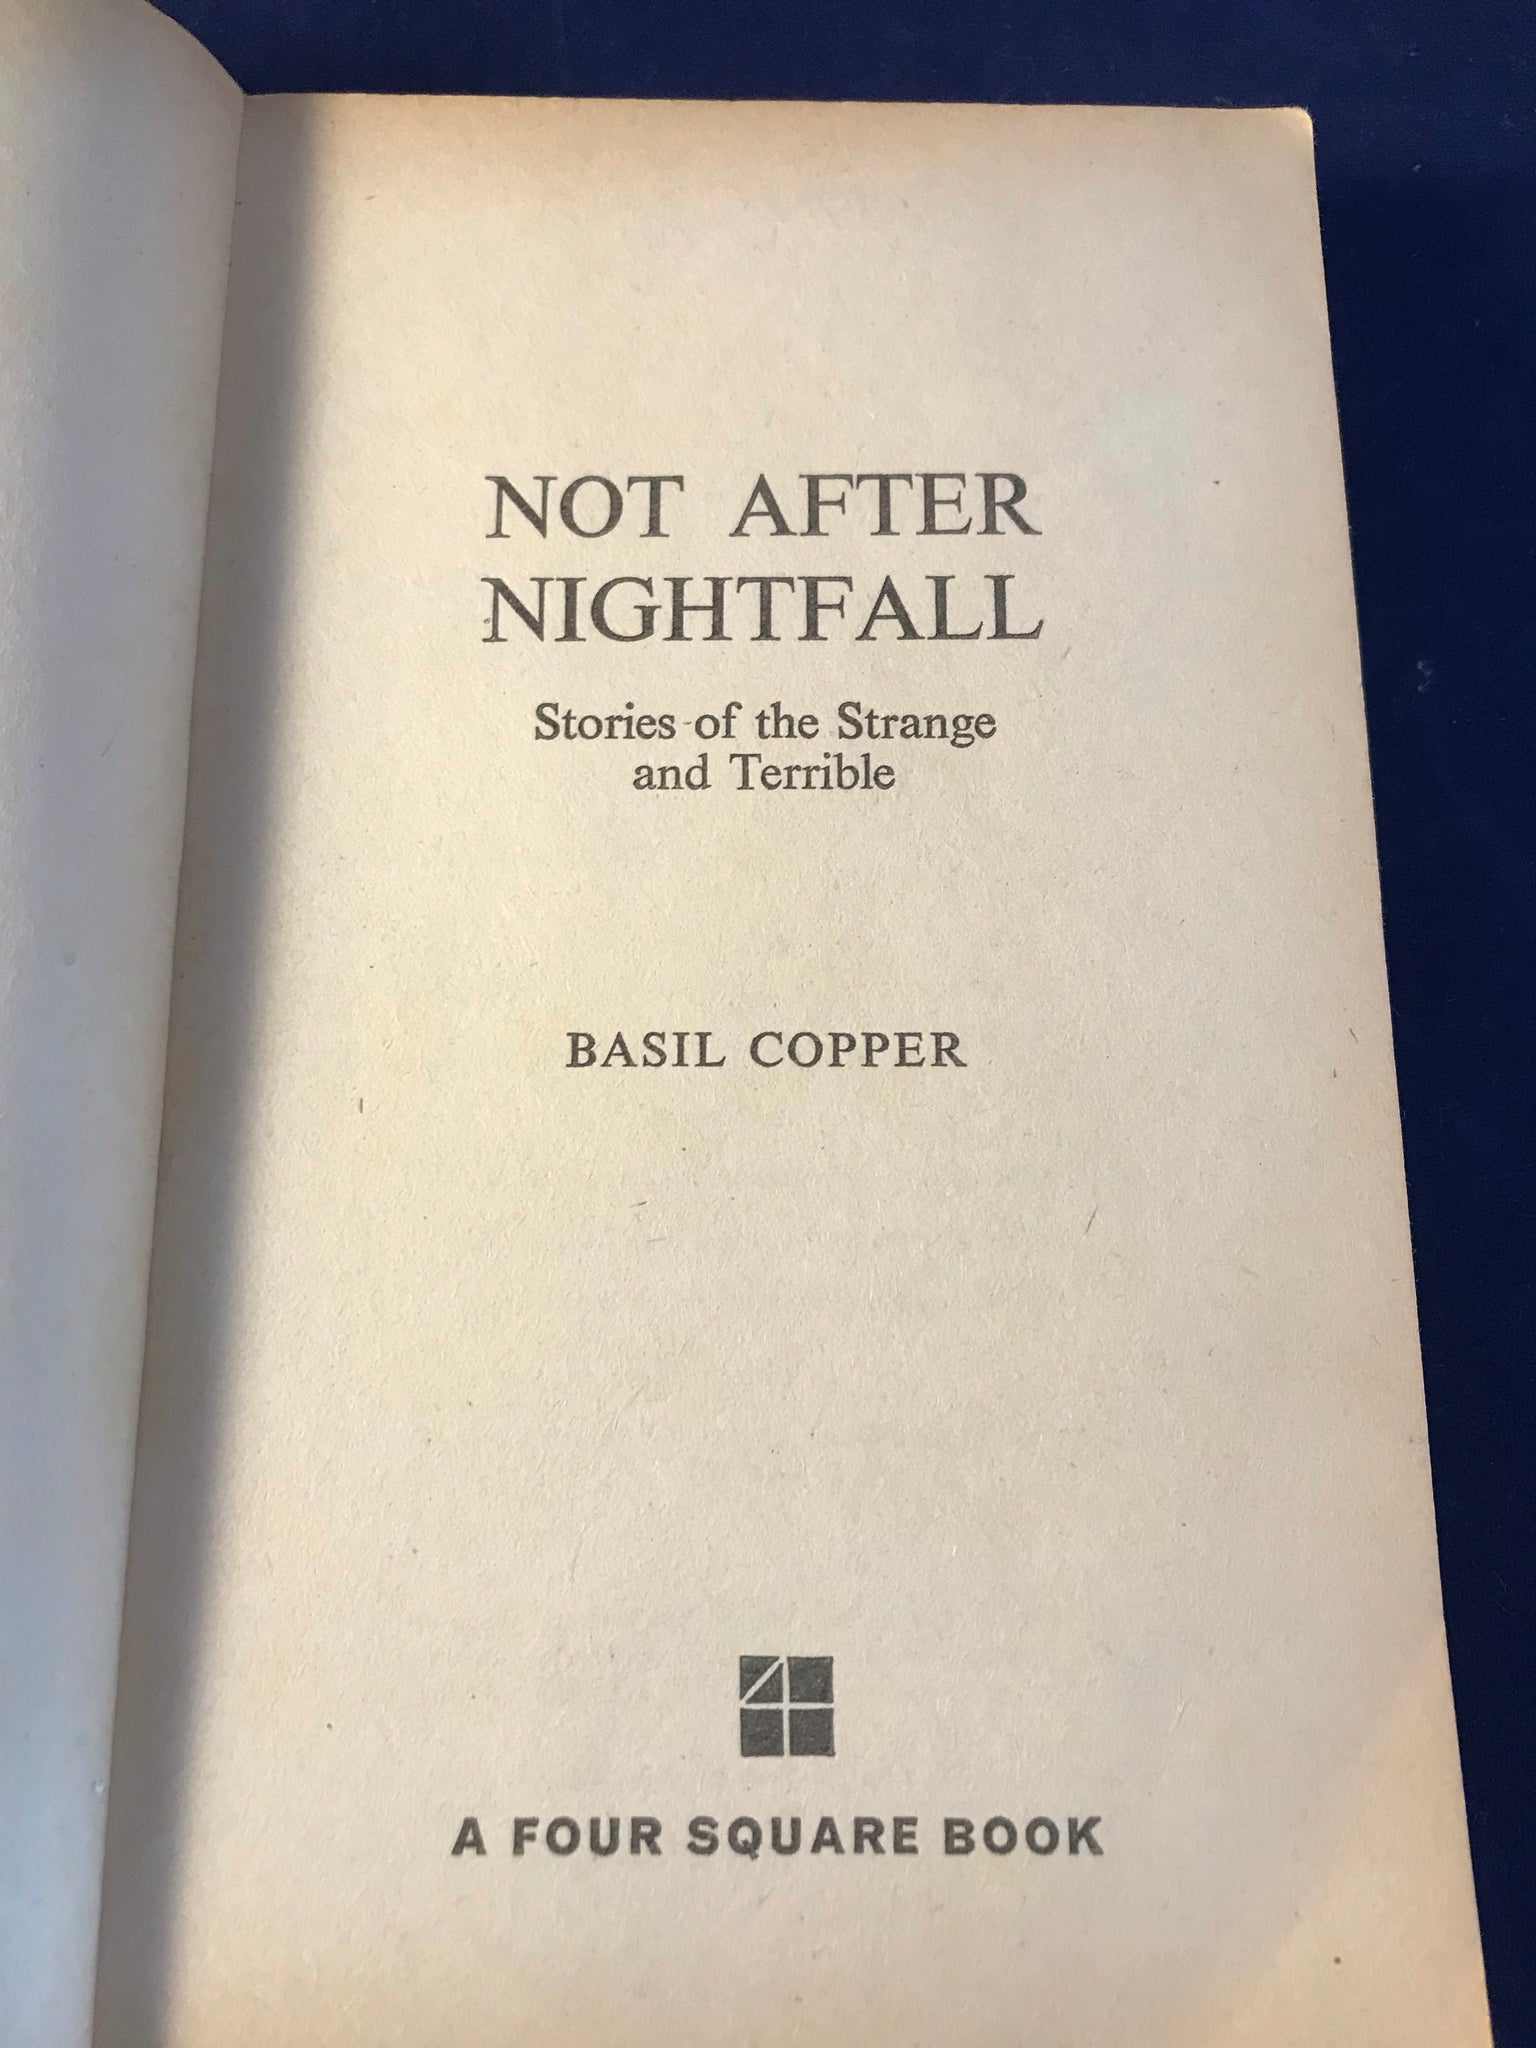 NOT AFTER
NIGHTFALL
Stories of the Strange
and Terrible
BASIL COPPER
A FOUR SQUARE BOOK